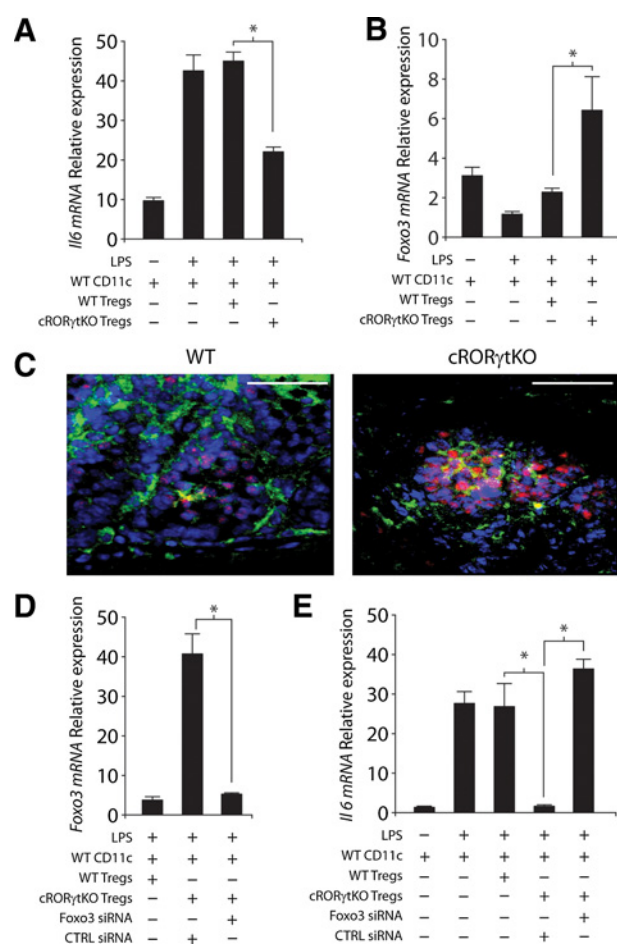 A
Il6 mRNA Relative expression
50
40
30
20
10
0
*
LPS – + + +
WT CD11c + + + +
WT Tregs – – + –
cRORγtKO Tregs – – – +
B
Foxo3 mRNA Relative expression
8
6
4
2
0
*
LPS – + + +
WT CD11c + + + +
WT Tregs – – + –
cRORγtKO Tregs – – – +
C
WT
cRORγtKO
D
Foxo3 mRNA Relative expression
50
40
30
20
10
0
*
LPS + + +
WT CD11c + + +
WT Tregs + – –
cRORγtKO Tregs – + +
Foxo3 siRNA – – +
CTRL siRNA – + –
E
Il 6 mRNA Relative expression
50
40
30
20
10
0
*
*
LPS – + + + +
WT CD11c + + + + +
WT Tregs – – + – –
cRORγtKO Tregs – – – + +
Foxo3 siRNA – – – – +
CTRL siRNA – – – + –